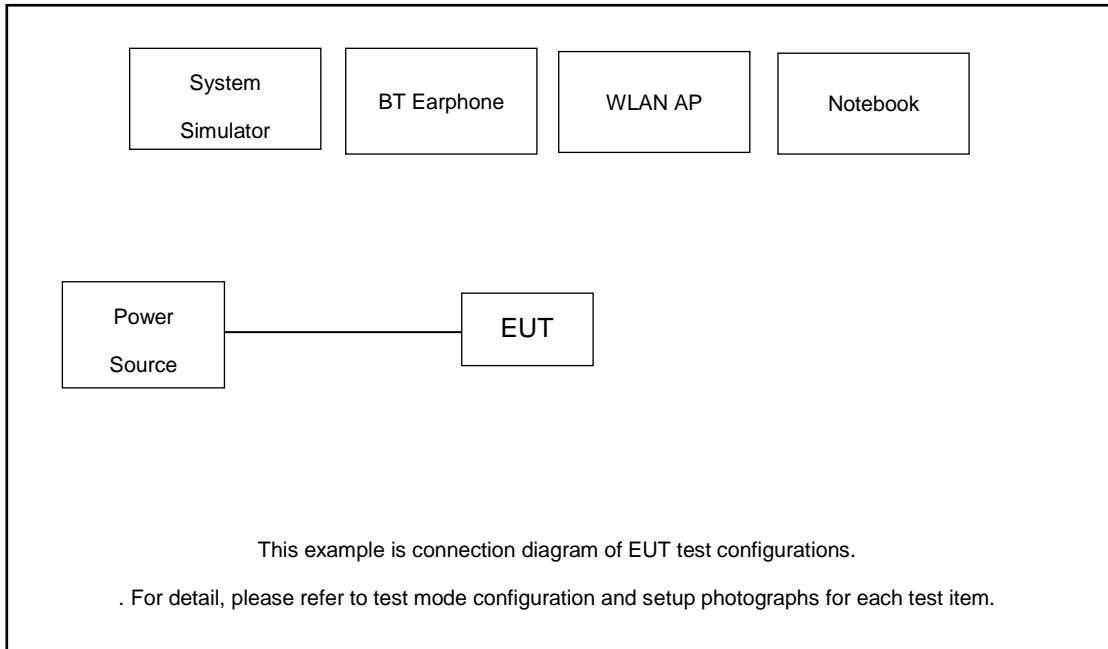 System
Simulator
BT Earphone
WLAN AP
Notebook
Power
Source
EUT
This example is connection diagram of EUT test configurations.
. For detail, please refer to test mode configuration and setup photographs for each test item.